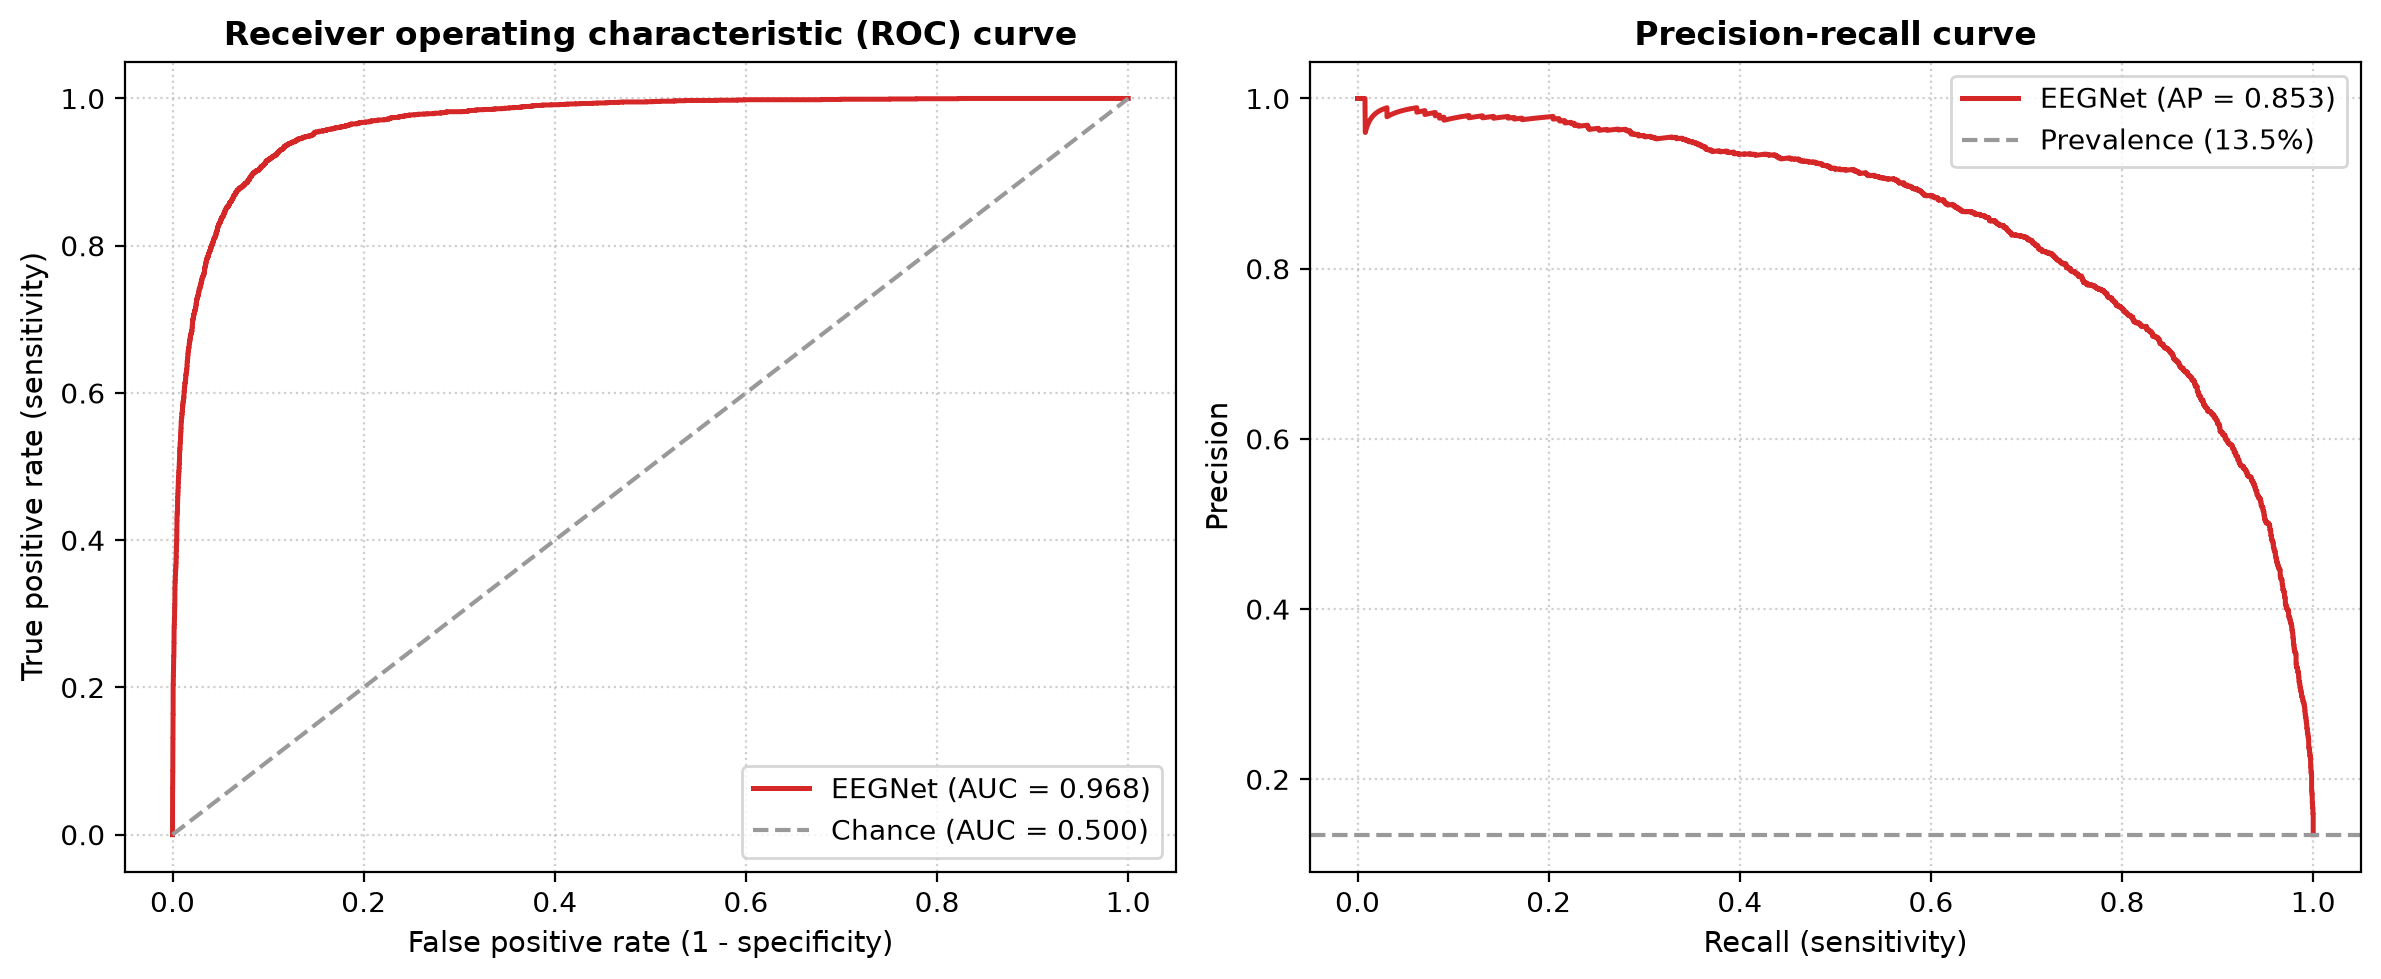 Receiver operating characteristic (ROC) curve
True positive rate (sensitivity)
1.0
0.8
0.6
0.4
0.2
0.0
EEGNet (AUC = 0.968)
Chance (AUC = 0.500)
0.0 0.2 0.4 0.6 0.8 1.0
False positive rate (1 - specificity)
Precision-recall curve
Precision
1.0
0.8
0.6
0.4
0.2
EEGNet (AP = 0.853)
Prevalence (13.5%)
0.0 0.2 0.4 0.6 0.8 1.0
Recall (sensitivity)